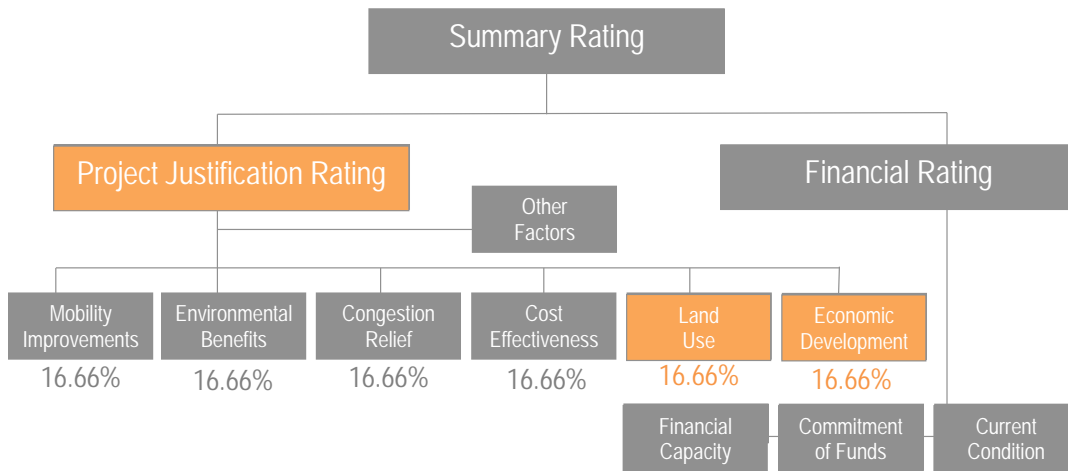 Summary Rating
Project Justification Rating
Financial Rating
Other
Factors
Mobility
Improvements
16.66%
Environmental
Benefits
16.66%
Congestion
Relief
16.66%
Cost
Effectiveness
16.66%
Land
Use
16.66%
Economic
Development
16.66%
Financial
Capacity
Commitment
of Funds
Current
Condition